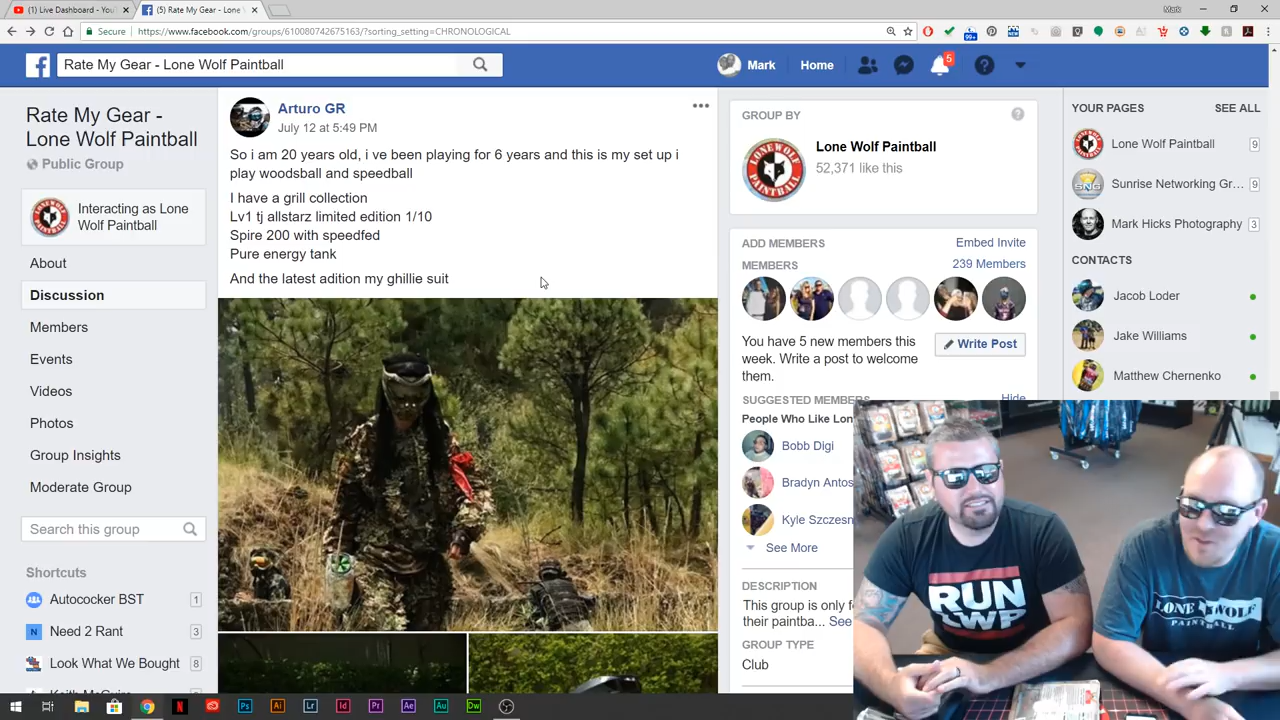 (1) Live Dashboard - You
(5) Rate My Gear - Lone W
Mark
Secure
https://www.facebook.com/groups/610080742675163/?sorting_setting=CHRONOLOGICAL
99+
Rate My Gear - Lone Wolf Paintball
Mark
Home
5
Rate My Gear -
Lone Wolf Paintball
Public Group
Interacting as Lone
Wolf Paintball
About
Discussion
Members
Events
Videos
Photos
Group Insights
Moderate Group
Search this group
Shortcuts
Autococker BST
1
Need 2 Rant
3
Look What We Bought
8
Arturo GR
July 12 at 5:49 PM
So i am 20 years old, i ve been playing for 6 years and this is my set up i
play woodsball and speedball
I have a grill collection
Lv1 tj allstarz limited edition 1/10
Spire 200 with speedfed
Pure energy tank
And the latest adition my ghillie suit
GROUP BY
Lone Wolf Paintball
52,371 like this
ADD MEMBERS
Embed Invite
MEMBERS
239 Members
You have 5 new members this
week. Write a post to welcome
them.
Write Post
SUGGESTED MEMBERS
Hide
People Who Like Lon
Bobb Digi
Bradyn Antos
Kyle Szczesn
See More
DESCRIPTION
This group is only f
their paintba... See
GROUP TYPE
Club
YOUR PAGES
SEE ALL
Lone Wolf Paintball
9
Sunrise Networking Gr...
9
Mark Hicks Photography
3
CONTACTS
Jacob Loder
Jake Williams
Matthew Chernenko
RUN
LWP
LONE WOLF
PAINTBALL
Ps
Ai
Lr
Id
Pr
Ae
Au
Dw